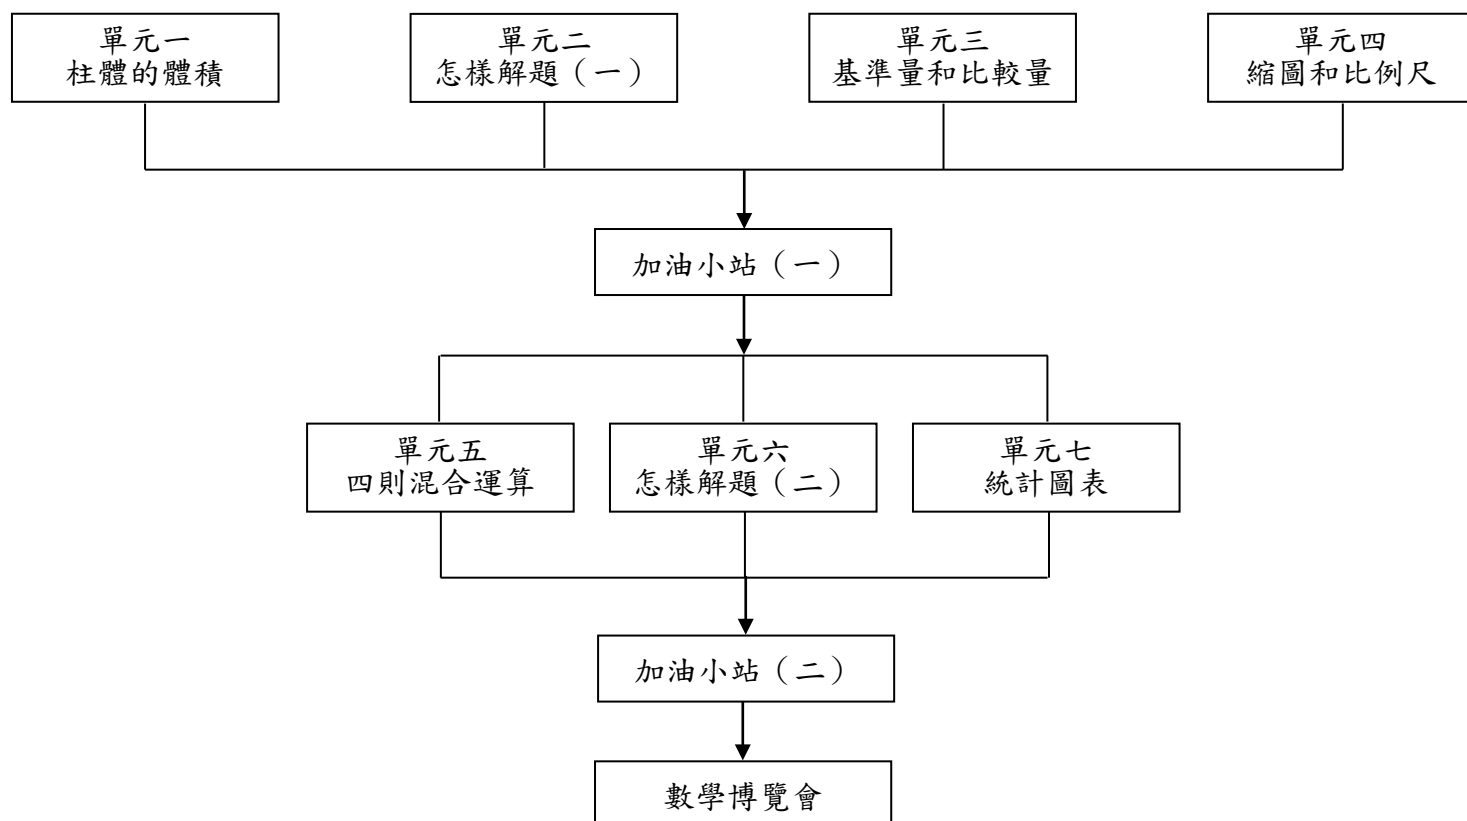 單元一
柱體的體積
單元二
怎樣解題（一）
單元三
基準量和比較量
單元四
縮圖和比例尺
加油小站（一）
單元五
四則混合運算
單元六
怎樣解題（二）
單元七
統計圖表
加油小站（二）
數學博覽會